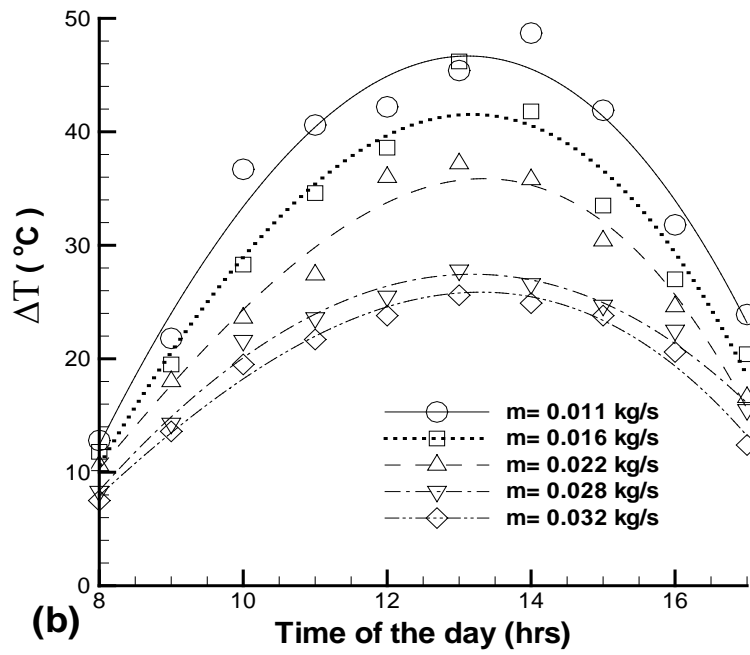 50
40
30
20
10
0
ΔT ( °C )
m= 0.011 kg/s
m= 0.016 kg/s
m= 0.022 kg/s
m= 0.028 kg/s
m= 0.032 kg/s
8 10 12 14 16
(b) Time of the day (hrs)